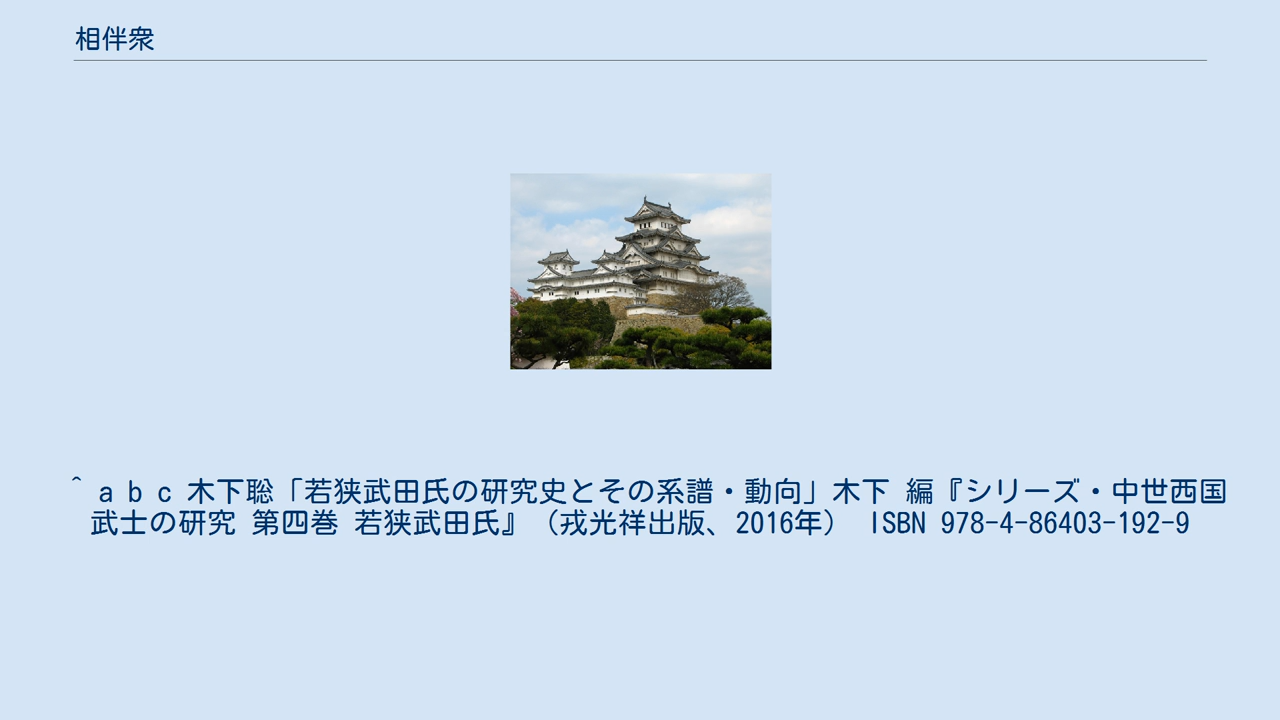 相伴衆
^ a b c 木下聡「若狭武田氏の研究史とその系譜・動向」木下 編『シリーズ・中世西国
武士の研究 第四巻 若狭武田氏』（戎光祥出版、2016年） ISBN 978-4-86403-192-9